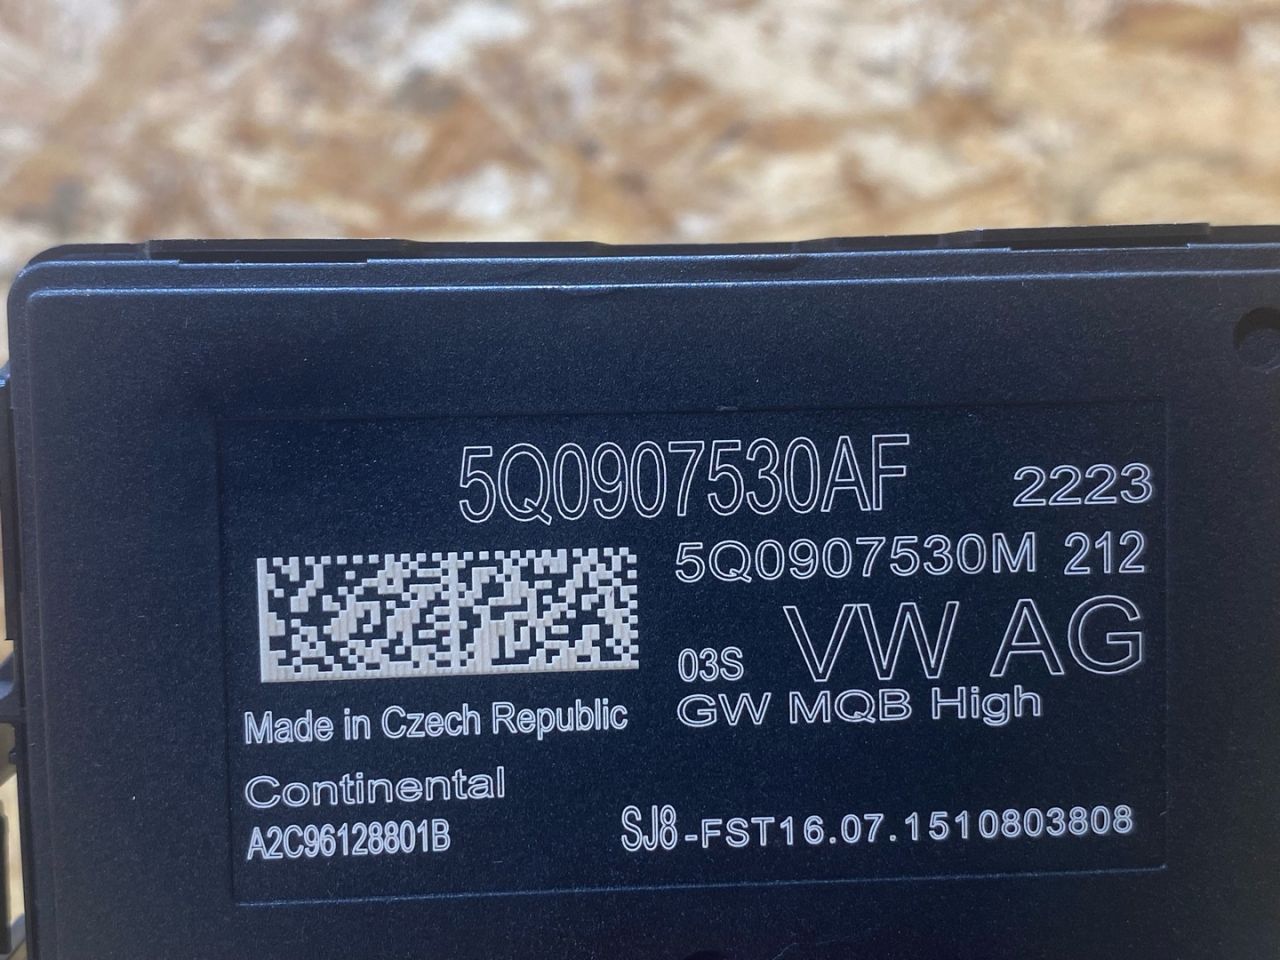 5Q0907530AF 2223
5Q0907530M 212
03S VW AG
GW MQB High
Made in Czech Republic
Continental
A2C96128801B
SJ8-FST16.07.1510803808